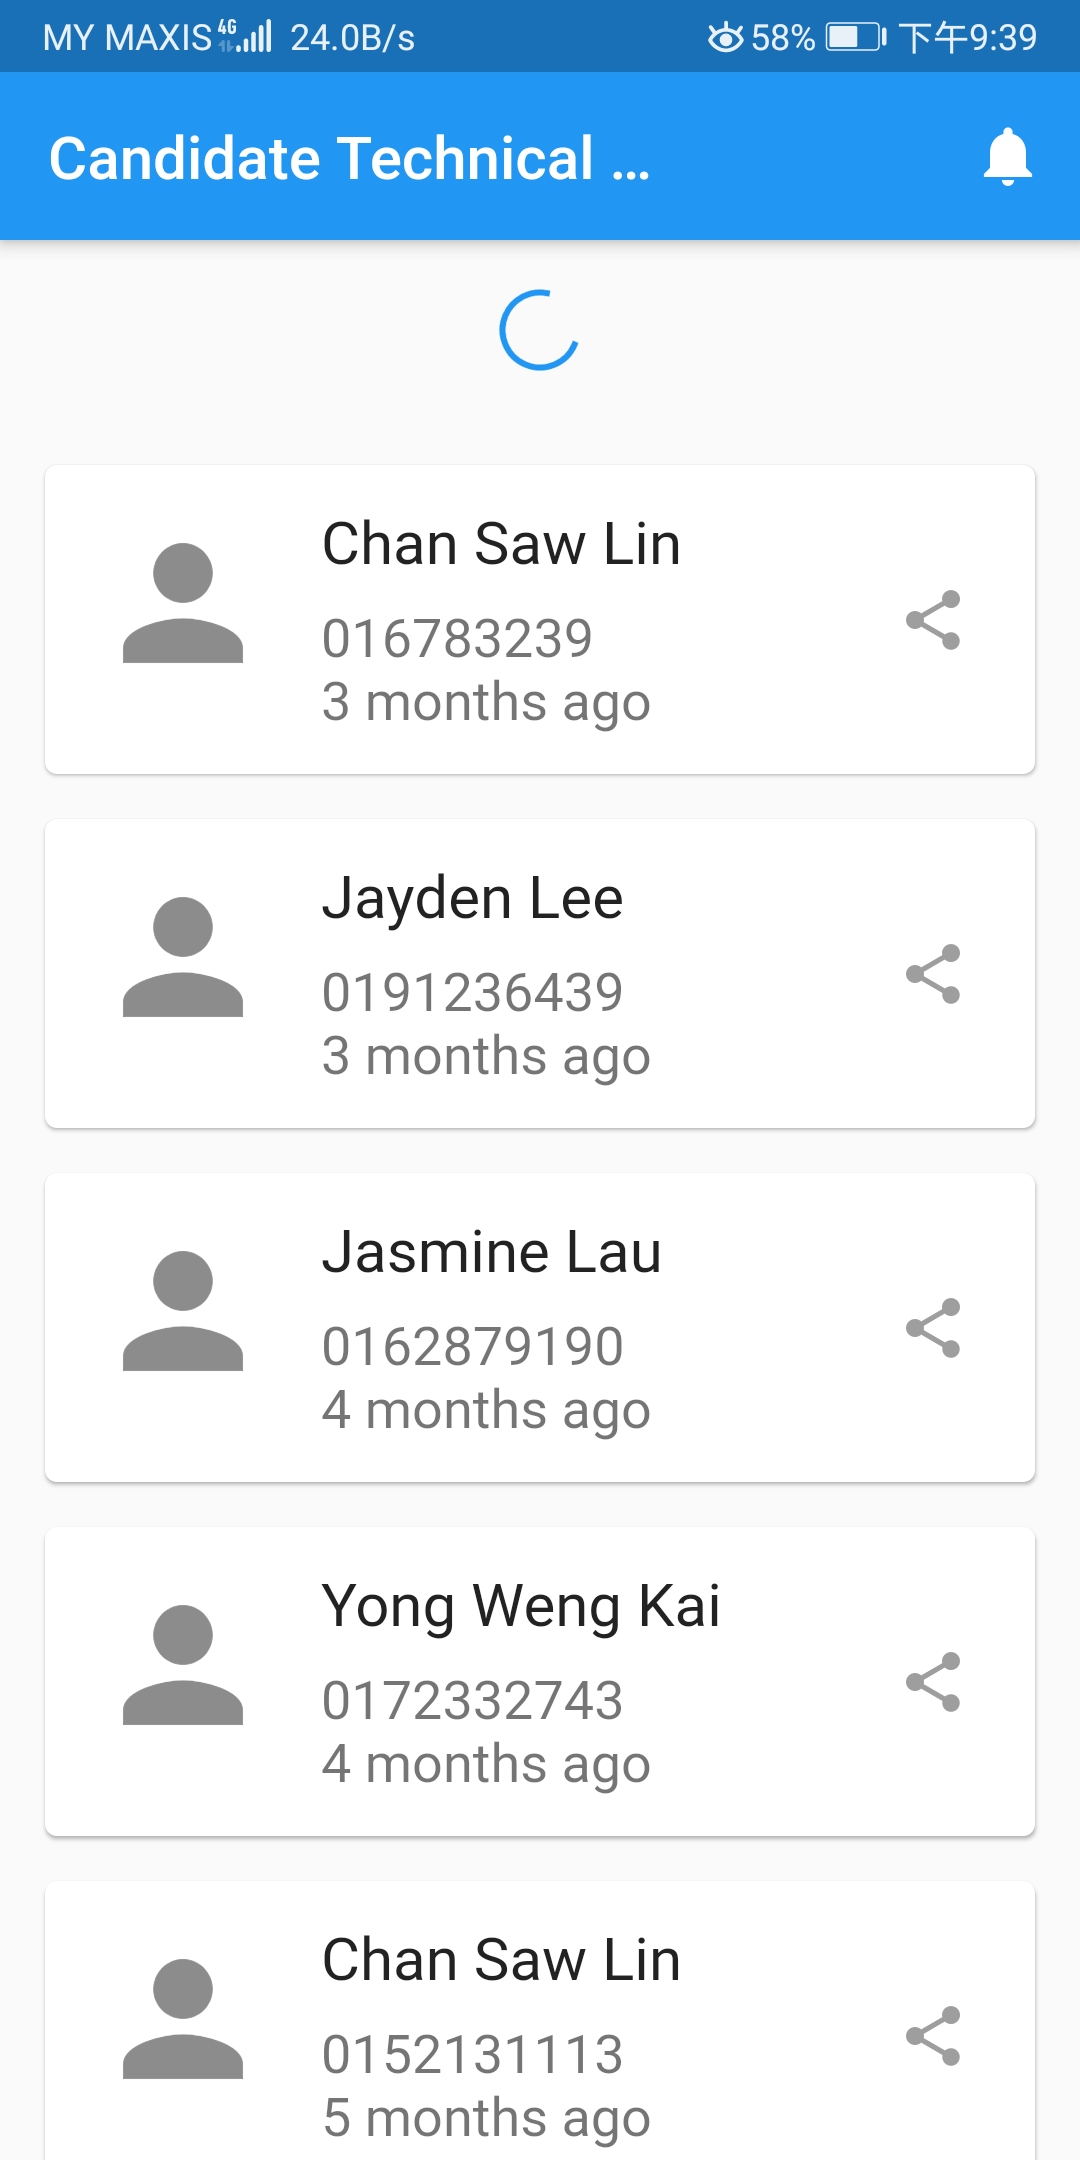 MY MAXIS 4G 24.0B/s 58% 下午9:39
Candidate Technical ...
Chan Saw Lin
016783239
3 months ago
Jayden Lee
0191236439
3 months ago
Jasmine Lau
0162879190
4 months ago
Yong Weng Kai
0172332743
4 months ago
Chan Saw Lin
0152131113
5 months ago